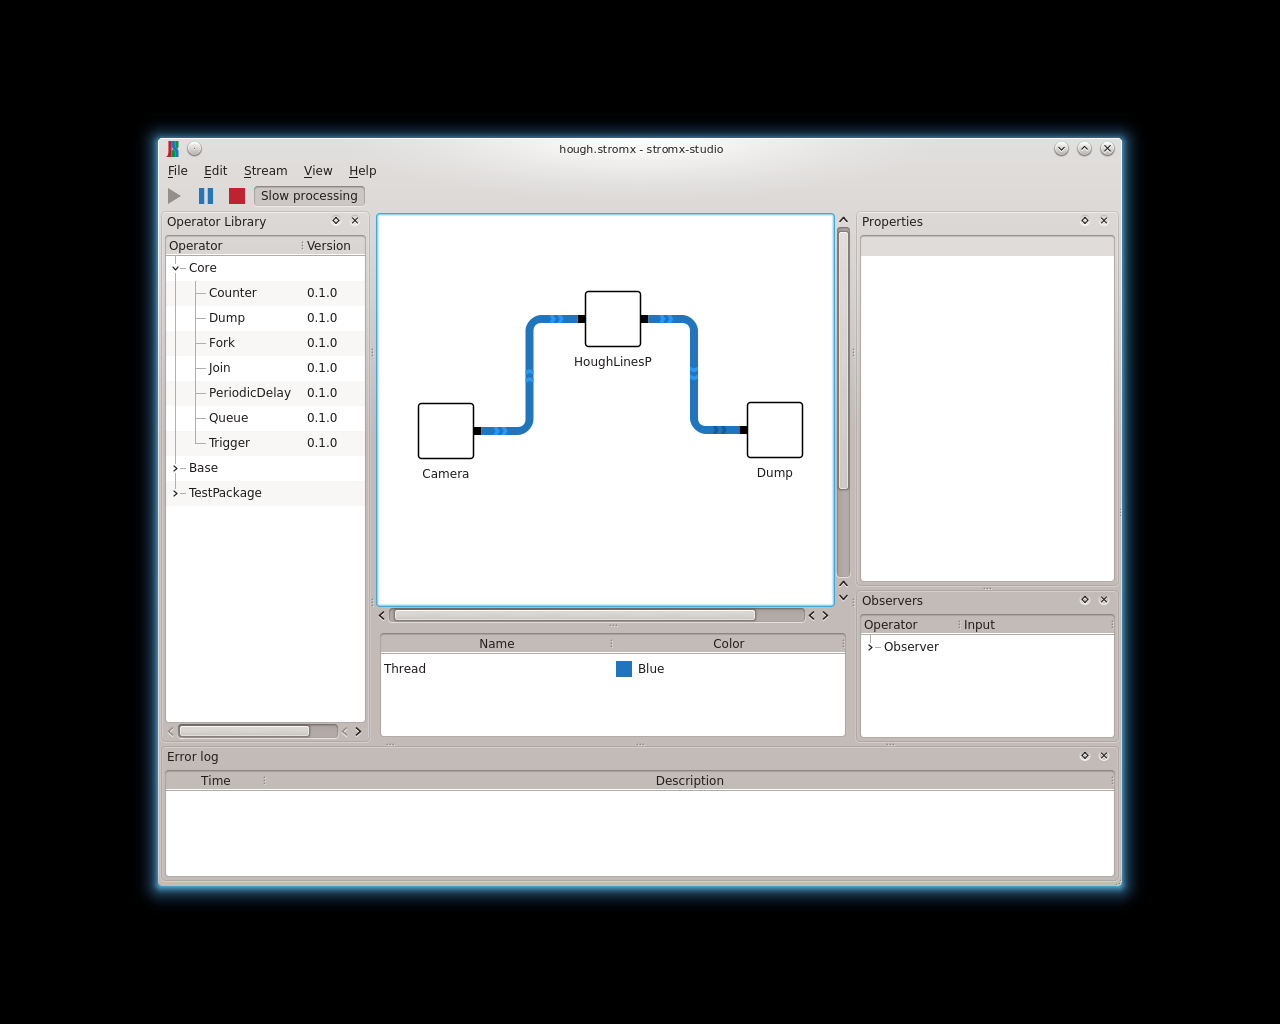 hough.stromx - stromx-studio
File Edit Stream View Help
Slow processing
Operator Library
Operator Version
Core
Counter 0.1.0
Dump 0.1.0
Fork 0.1.0
Join 0.1.0
PeriodicDelay 0.1.0
Queue 0.1.0
Trigger 0.1.0
Base
TestPackage
HoughLinesP
Camera
Dump
Name Color
Thread Blue
Properties
Observers
Operator Input
Observer
Error log
Time Description